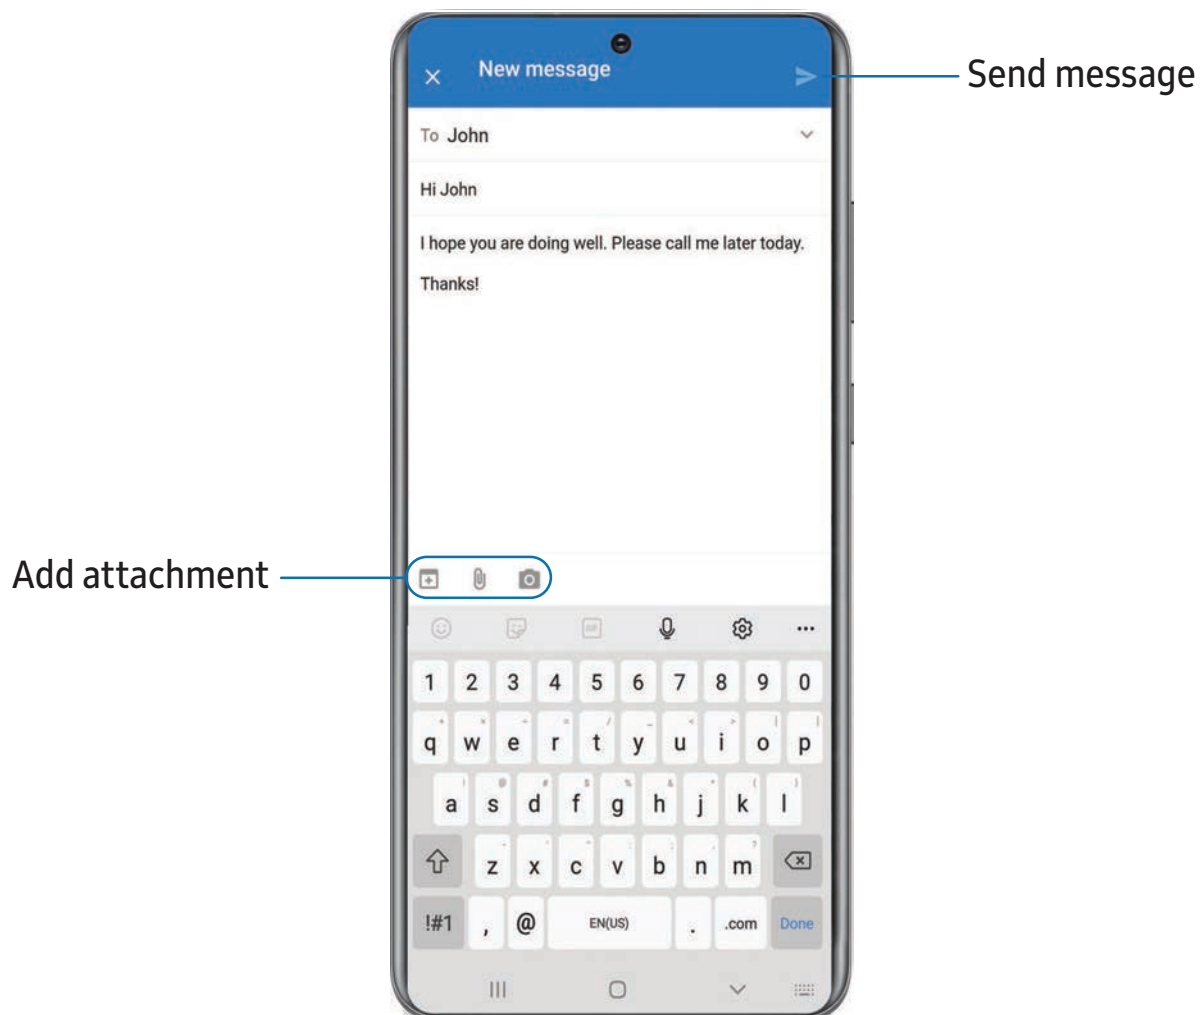 New message
Send message
To John
Hi John
I hope you are doing well. Please call me later today.
Thanks!
Add attachment
1 2 3 4 5 6 7 8 9 0
q w e r t y u i o p
a s d f g h j k l
z x c v b n m
!#1 , @ EN(US) . .com Done